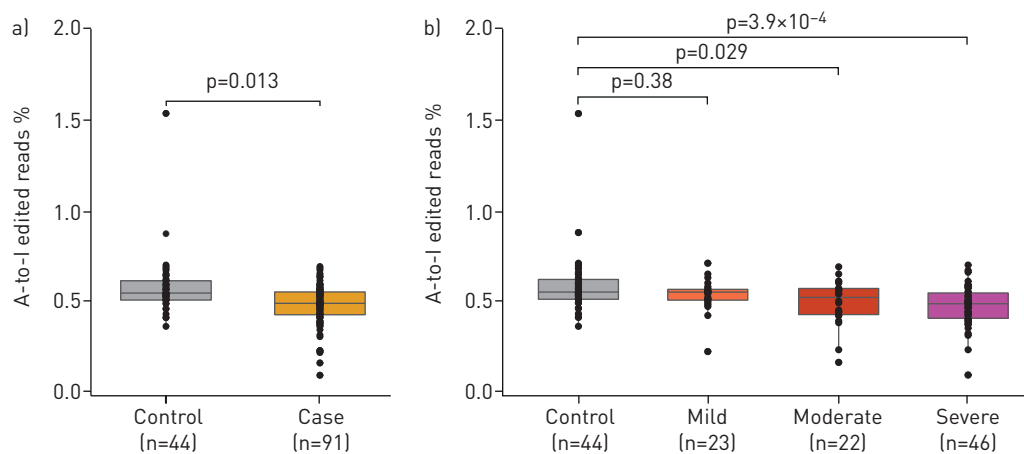 a)
A-to-I edited reads %
2.0
1.5
1.0
0.5
0.0
p=0.013
Control
(n=44)
Case
(n=91)
b)
A-to-I edited reads %
2.0
1.5
1.0
0.5
0.0
p=3.9×10⁻⁴
p=0.029
p=0.38
Control
(n=44)
Mild
(n=23)
Moderate
(n=22)
Severe
(n=46)